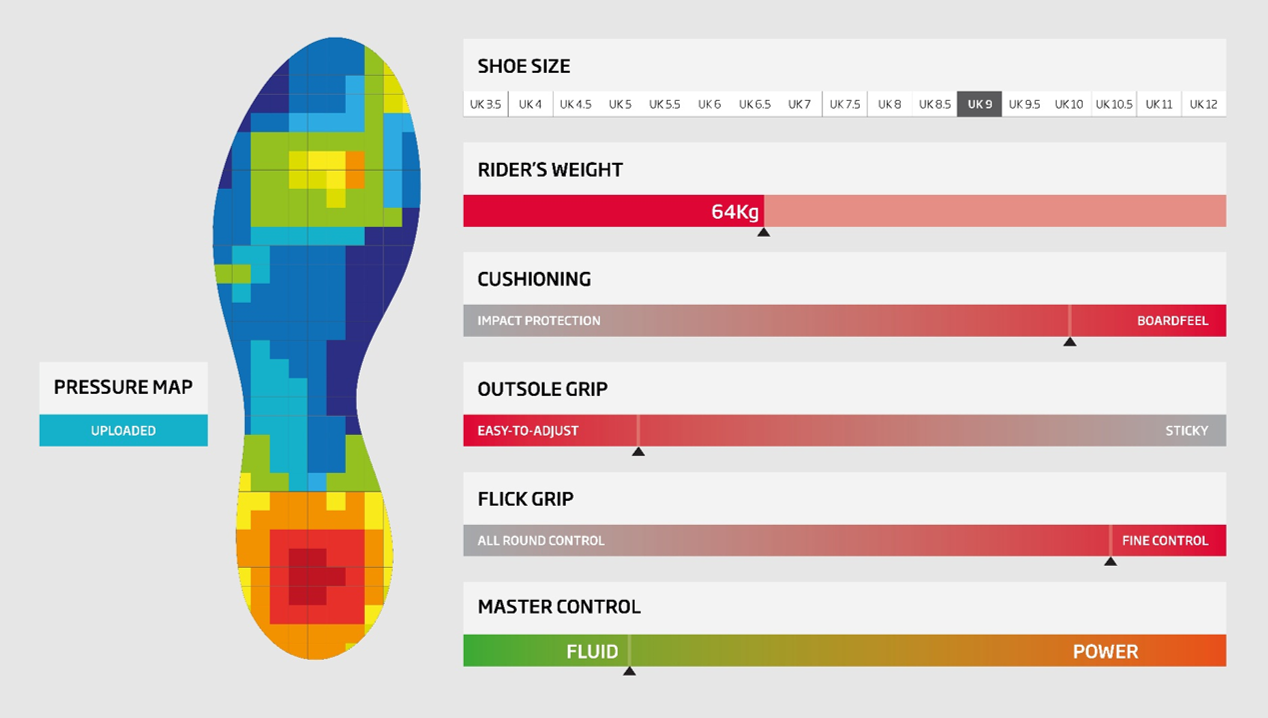 SHOE SIZE
UK 3.5 UK 4 UK 4.5 UK 5 UK 5.5 UK 6 UK 6.5 UK 7 UK 7.5 UK 8 UK 8.5 UK 9 UK 9.5 UK 10 UK 10.5 UK 11 UK 12
RIDER'S WEIGHT
64Kg
CUSHIONING
IMPACT PROTECTION BOARDFEEL
PRESSURE MAP
UPLOADED
OUTSOLE GRIP
EASY-TO-ADJUST STICKY
FLICK GRIP
ALL ROUND CONTROL FINE CONTROL
MASTER CONTROL
FLUID POWER